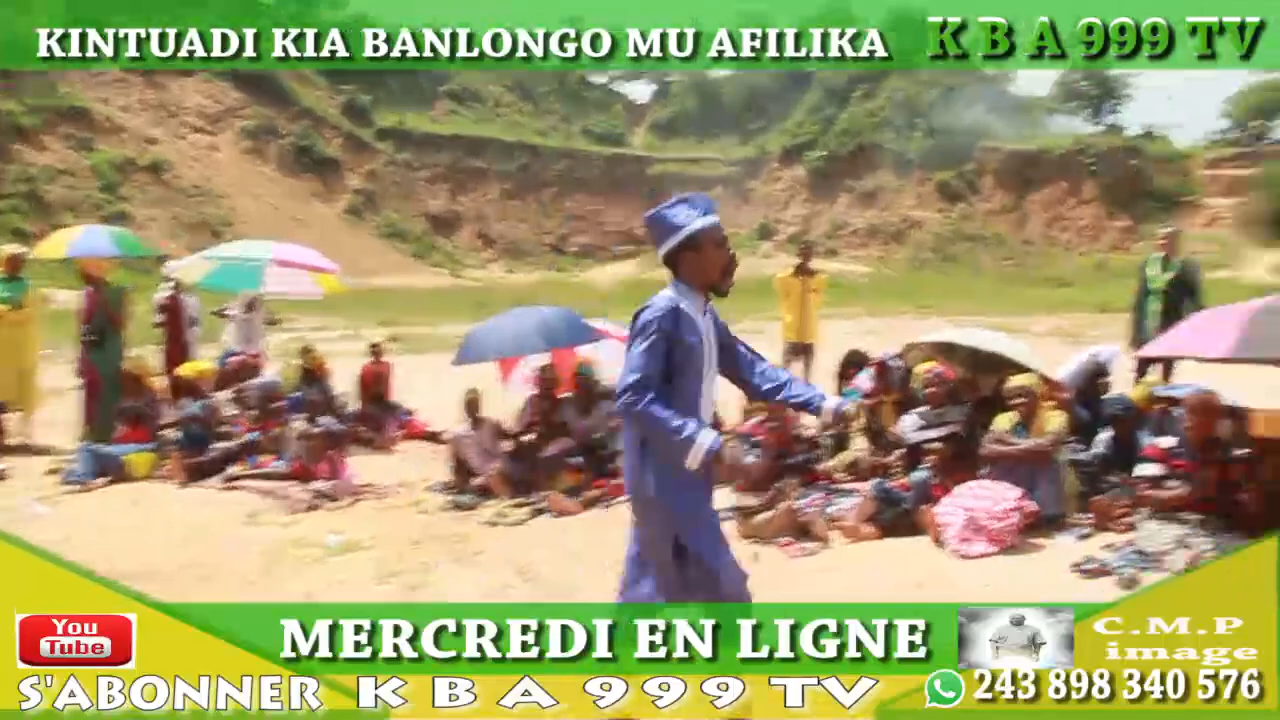 KINTUADI KIA BANLONGO MU AFILIKA
K B A 999 TV
MERCREDI EN LIGNE
You
Tube
C.M.P
image
S'ABONNER K B A 999 TV
243 898 340 576